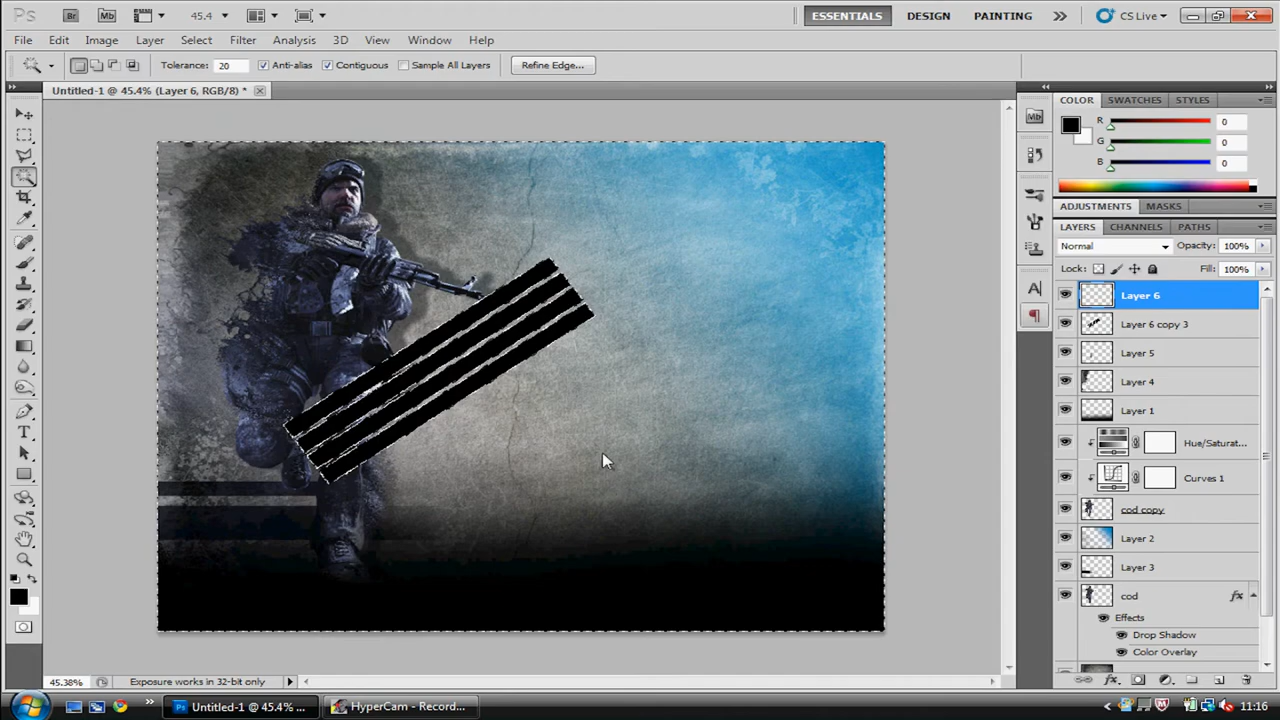 Ps Br Mb 45.4 ESSENTIALS DESIGN PAINTING CS Live
File Edit Image Layer Select Filter Analysis 3D View Window Help
Tolerance: 20 Anti-alias Contiguous Sample All Layers Refine Edge...
Untitled-1 @ 45.4% (Layer 6, RGB/8) *
COLOR SWATCHES STYLES
R 0
G 0
B 0
ADJUSTMENTS MASKS
LAYERS CHANNELS PATHS
Normal Opacity: 100%
Lock: Fill: 100%
Layer 6
Layer 6 copy 3
Layer 5
Layer 4
Layer 1
Hue/Saturat...
Curves 1
cod copy
Layer 2
Layer 3
cod fx
Effects
Drop Shadow
Color Overlay
45.38% Exposure works in 32-bit only
Untitled-1 @ 45.4% ... HyperCam - Record... 11:16